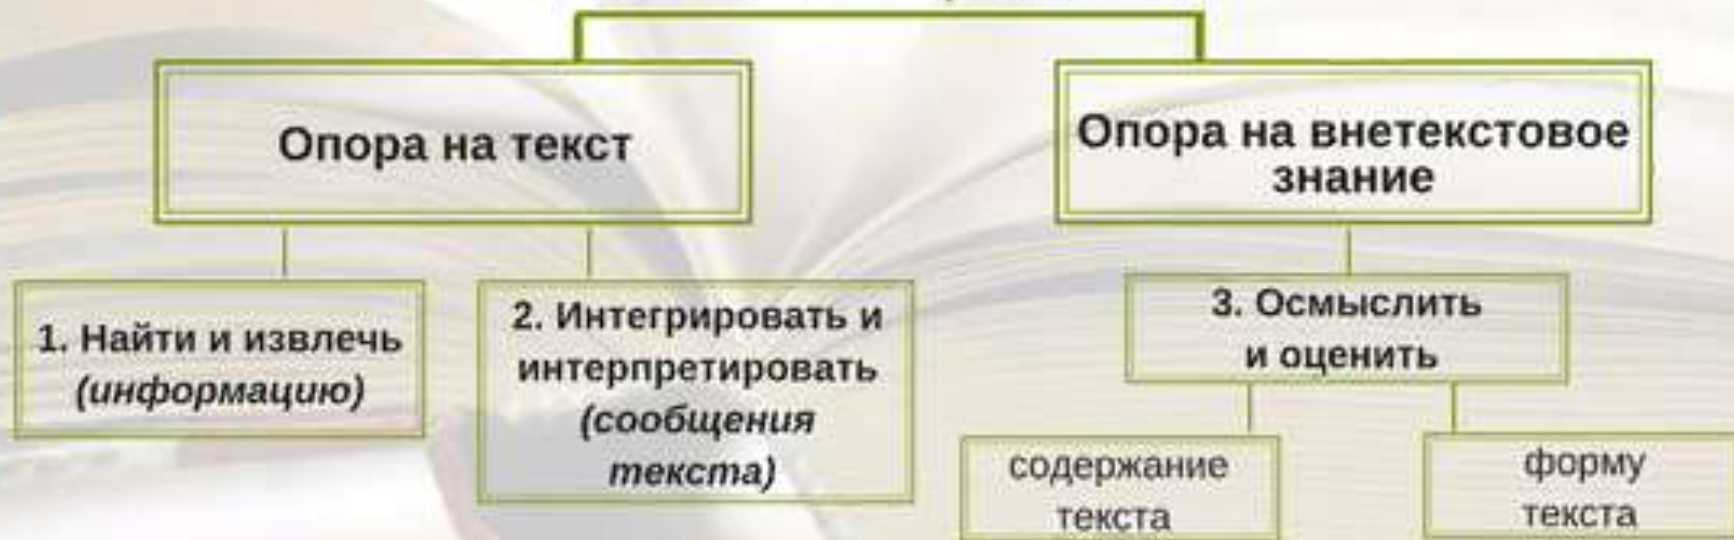 Опора на текст
Опора на внетекстовое
знание
1. Найти и извлечь
(информацию)
2. Интегрировать и
интерпретировать
(сообщения
текста)
3. Осмыслить
и оценить
содержание
текста
форму
текста